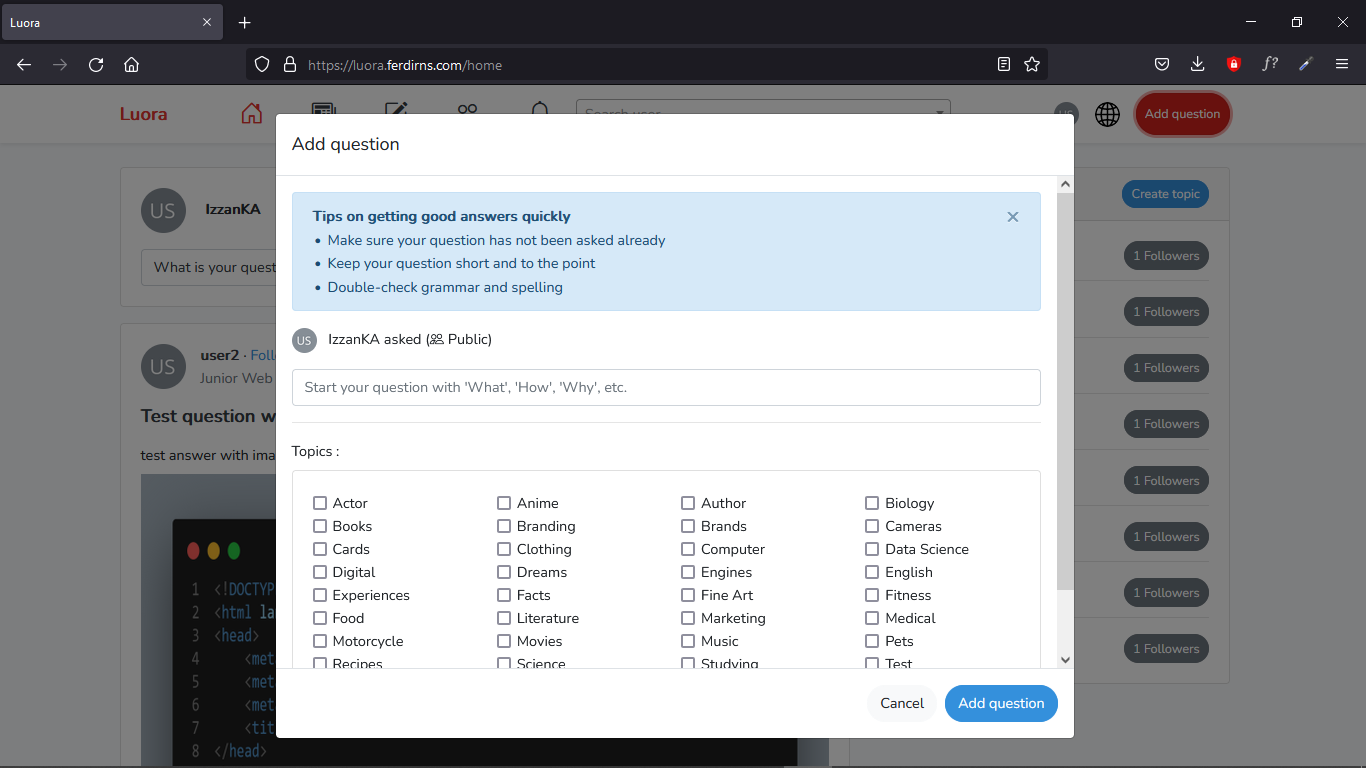 Luora
https://luora.ferdirns.com/home
Luora
Search user
US
Add question
Add question
Tips on getting good answers quickly
• Make sure your question has not been asked already
• Keep your question short and to the point
• Double-check grammar and spelling
US IzzanKA asked (Public)
Start your question with 'What', 'How', 'Why', etc.
Topics :
Actor Anime Author Biology
Books Branding Brands Cameras
Cards Clothing Computer Data Science
Digital Dreams Engines English
Experiences Facts Fine Art Fitness
Food Literature Marketing Medical
Motorcycle Movies Music Pets
Recipes Science Studying Test
Cancel Add question
US IzzanKA
What is your quest
US user2 · Foll
Junior Web
Test question w
test answer with ima
1 <!DOCTYP
2 <html la
3 <head>
4 <met
5 <met
6 <met
7 <tit
8 </head>
Create topic
1 Followers
1 Followers
1 Followers
1 Followers
1 Followers
1 Followers
1 Followers
1 Followers